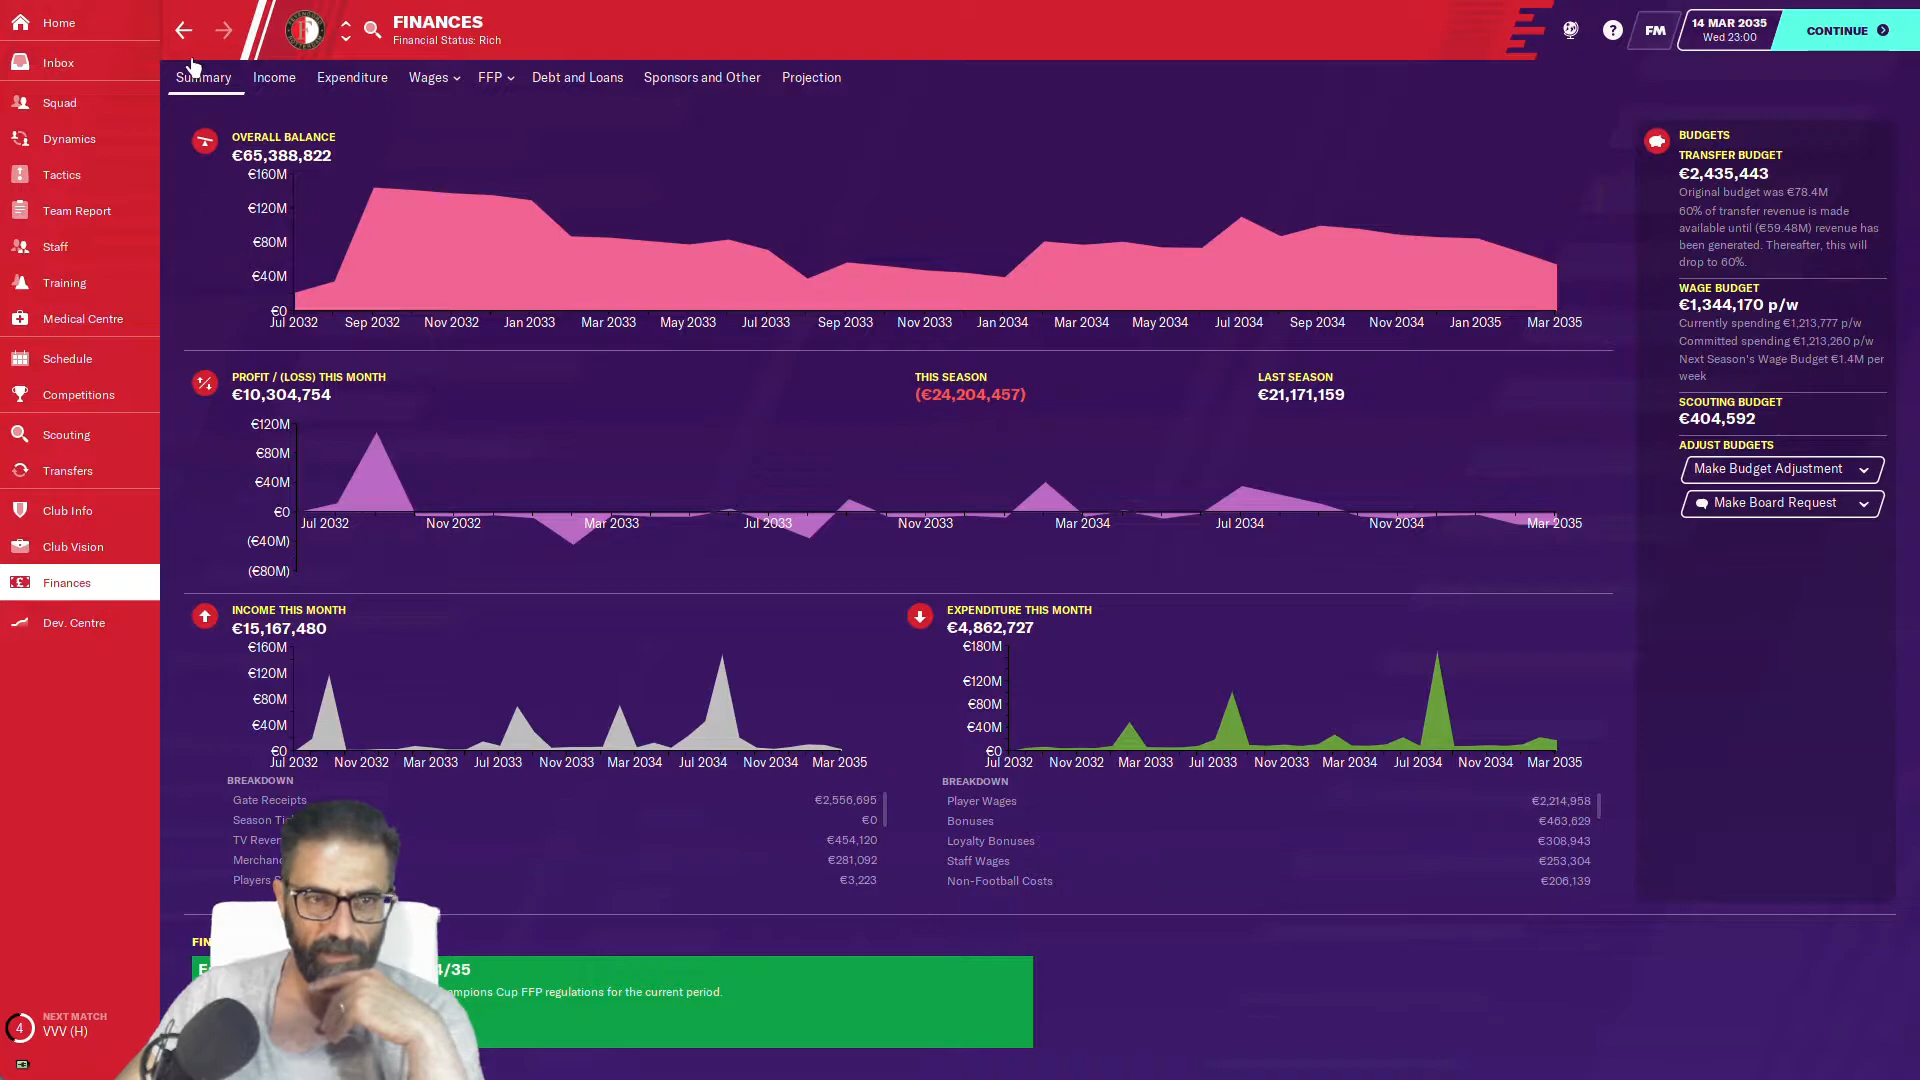 Home
Inbox
Squad
Dynamics
Tactics
Team Report
Staff
Training
Medical Centre
Schedule
Competitions
Scouting
Transfers
Club Info
Club Vision
Finances
Dev. Centre
4
NEXT MATCH
VVV (H)
FINANCES
Financial Status: Rich
FM
14 MAR 2035
Wed 23:00
CONTINUE
Summary
Income
Expenditure
Wages
FFP
Debt and Loans
Sponsors and Other
Projection
OVERALL BALANCE
€65,388,822
€160M
€120M
€80M
€40M
€0
Jul 2032 Sep 2032 Nov 2032 Jan 2033 Mar 2033 May 2033 Jul 2033 Sep 2033 Nov 2033 Jan 2034 Mar 2034 May 2034 Jul 2034 Sep 2034 Nov 2034 Jan 2035 Mar 2035
PROFIT / (LOSS) THIS MONTH
€10,304,754
THIS SEASON
(€24,204,457)
LAST SEASON
€21,171,159
€120M
€80M
€40M
€0
(€40M)
(€80M)
Jul 2032 Nov 2032 Mar 2033 Jul 2033 Nov 2033 Mar 2034 Jul 2034 Nov 2034 Mar 2035
INCOME THIS MONTH
€15,167,480
€160M
€120M
€80M
€40M
€0
Jul 2032 Nov 2032 Mar 2033 Jul 2033 Nov 2033 Mar 2034 Jul 2034 Nov 2034 Mar 2035
BREAKDOWN
Gate Receipts €2,556,695
Season €0
TV €454,120
€281,092
Players €3,223
EXPENDITURE THIS MONTH
€4,862,727
€180M
€120M
€80M
€40M
€0
Jul 2032 Nov 2032 Mar 2033 Jul 2033 Nov 2033 Mar 2034 Jul 2034 Nov 2034 Mar 2035
BREAKDOWN
Player Wages €2,214,958
Bonuses €463,629
Loyalty Bonuses €308,943
Staff Wages €253,304
Non-Football Costs €206,139
4/35
Cup FFP regulations for the current period.
BUDGETS
TRANSFER BUDGET
€2,435,443
Original budget was €78.4M
60% of transfer revenue is made
available until (€59.48M) revenue has
been generated. Thereafter, this will
drop to 60%.
WAGE BUDGET
€1,344,170 p/w
Currently spending €1,213,777 p/w
Committed spending €1,213,260 p/w
Next Season's Wage Budget €1.4M per
week
SCOUTING BUDGET
€404,592
ADJUST BUDGETS
Make Budget Adjustment
Make Board Request